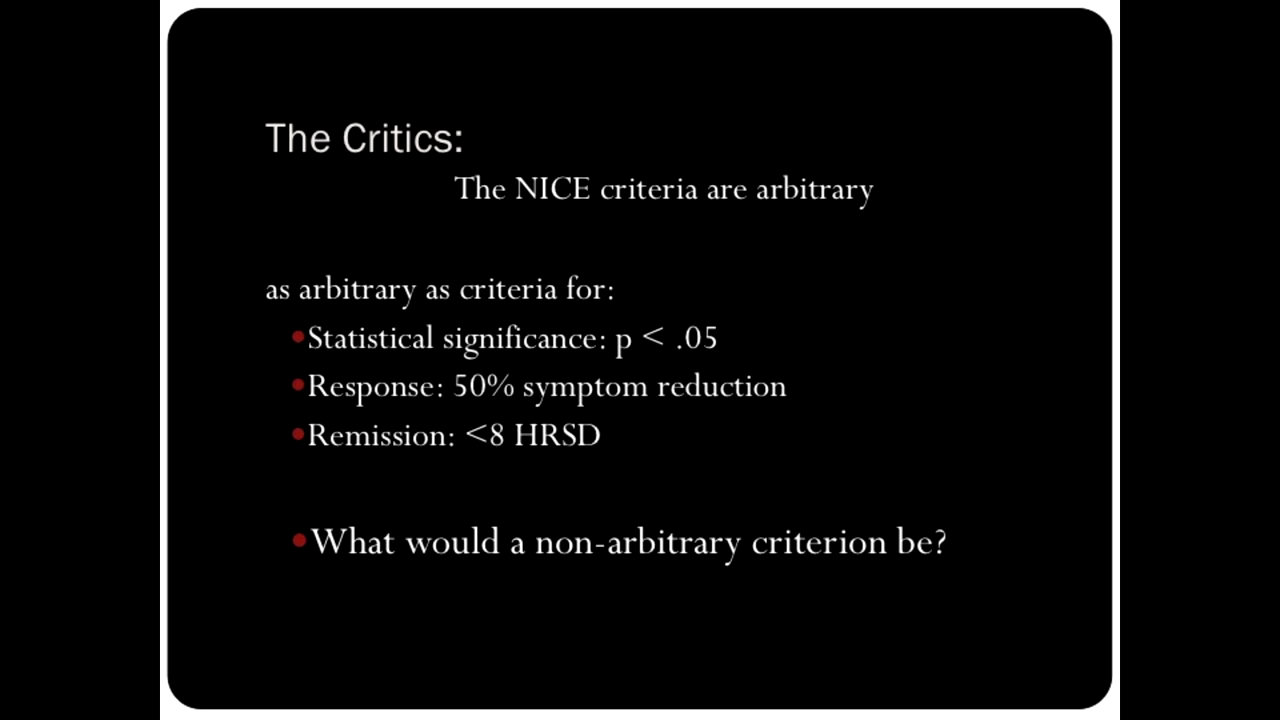 The Critics:
The NICE criteria are arbitrary
as arbitrary as criteria for:
•Statistical significance: p < .05
•Response: 50% symptom reduction
•Remission: <8 HRSD
•What would a non-arbitrary criterion be?